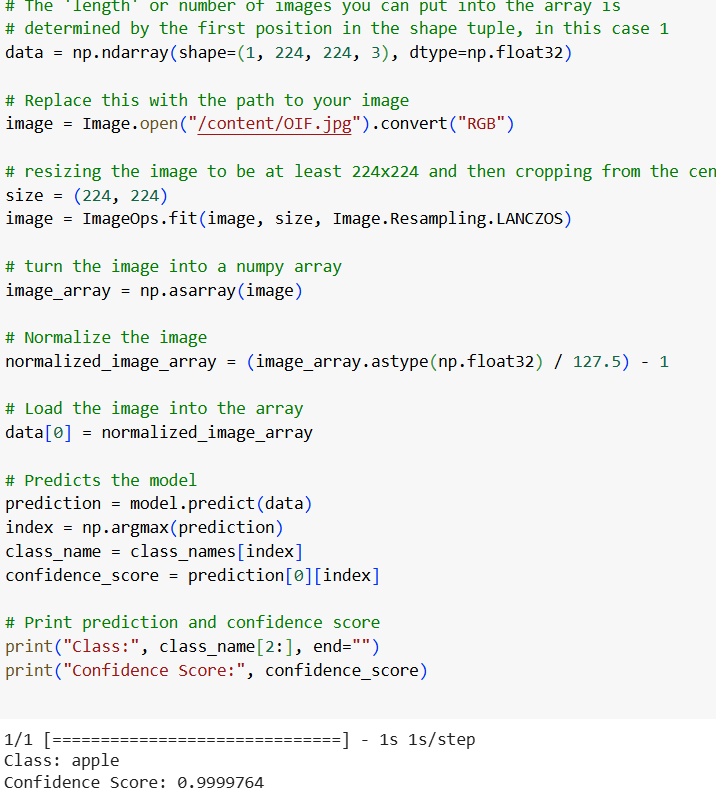 # The 'length' or number of images you can put into the array is
# determined by the first position in the shape tuple, in this case 1
data = np.ndarray(shape=(1, 224, 224, 3), dtype=np.float32)
# Replace this with the path to your image
image = Image.open("/content/OIF.jpg").convert("RGB")
# resizing the image to be at least 224x224 and then cropping from the cen
size = (224, 224)
image = ImageOps.fit(image, size, Image.Resampling.LANCZOS)
# turn the image into a numpy array
image_array = np.asarray(image)
# Normalize the image
normalized_image_array = (image_array.astype(np.float32) / 127.5) - 1
# Load the image into the array
data[0] = normalized_image_array
# Predicts the model
prediction = model.predict(data)
index = np.argmax(prediction)
class_name = class_names[index]
confidence_score = prediction[0][index]
# Print prediction and confidence score
print("Class:", class_name[2:], end="")
print("Confidence Score:", confidence_score)
1/1 [==============================] - 1s 1s/step
Class: apple
Confidence Score: 0.9999764